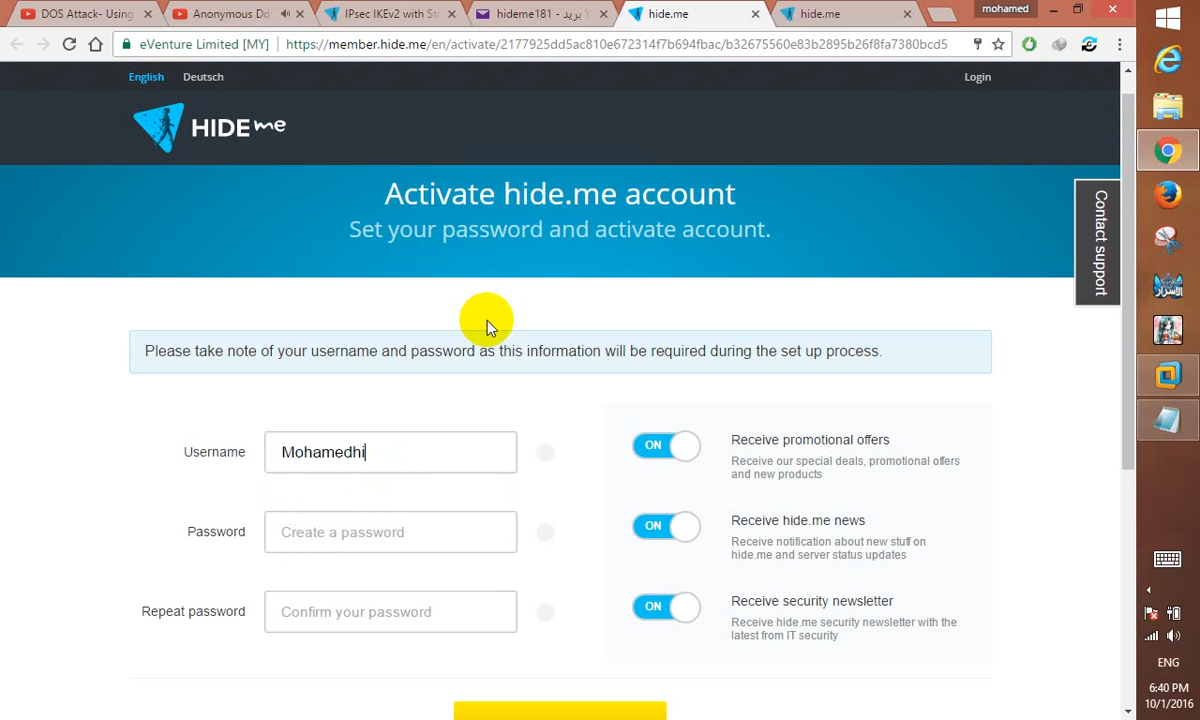 DOS Attack- Using
Anonymous Dd
IPsec IKEv2 with St
hideme181 - بريد Y
hide.me
hide.me
mohamed
eVenture Limited [MY]
https://member.hide.me/en/activate/2177925dd5ac810e672314f7b694fbac/b32675560e83b2895b26f8fa7380bcd5
English
Deutsch
Login
HIDE me
Activate hide.me account
Set your password and activate account.
Contact support
Please take note of your username and password as this information will be required during the set up process.
Username
Mohamedhi
Password
Create a password
Repeat password
Confirm your password
ON
Receive promotional offers
Receive our special deals, promotional offers
and new products
ON
Receive hide.me news
Receive notification about new stuff on
hide.me and server status updates
ON
Receive security newsletter
Receive hide.me security newsletter with the
latest from IT security
ENG
6:40 PM
10/1/2016